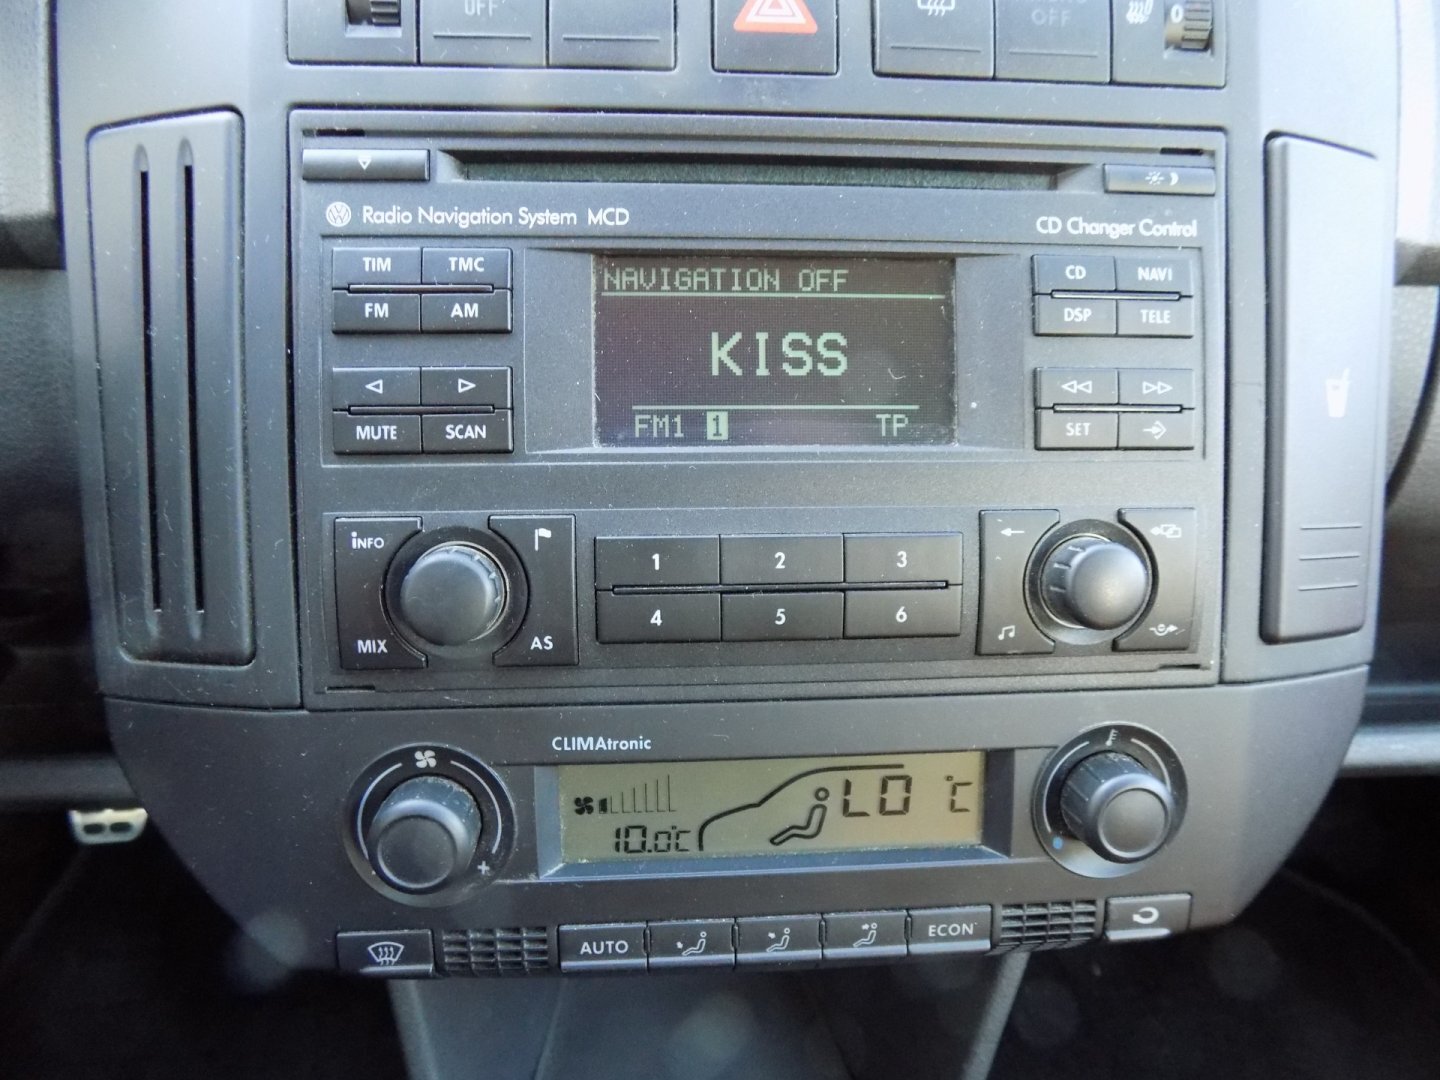 OFF
OFF
0
Radio Navigation System MCD
CD Changer Control
TIM TMC
FM AM
MUTE SCAN
NAVIGATION OFF
KISS
FM1 1 TP
CD NAVI
DSP TELE
SET
INFO
MIX
AS
1 2 3
4 5 6
CLIMAtronic
LO °C
10.0°C
+
AUTO
ECON